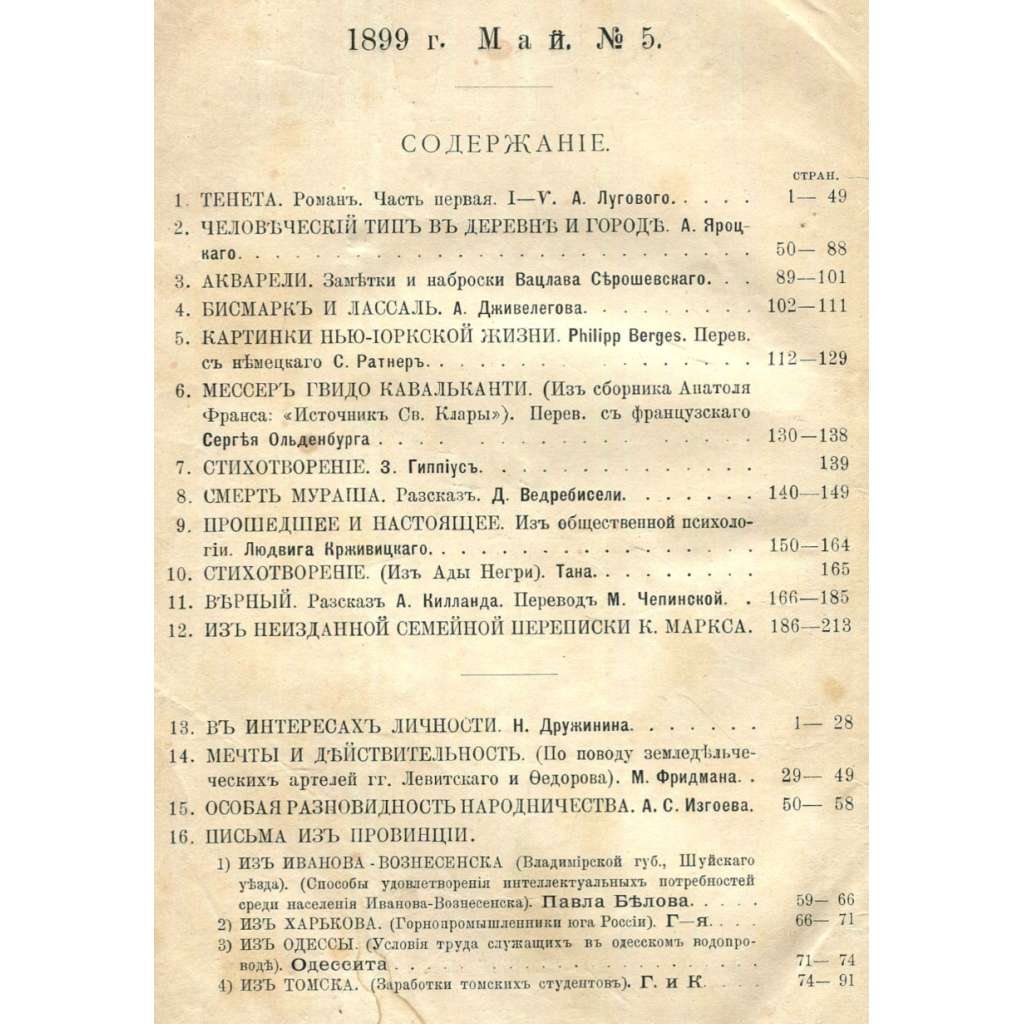 1899 г. Май. № 5.
СОДЕРЖАНІЕ.
СТРАН.
1. ТЕНЕТА. Романъ. Часть первая. I—V. А. Лугового. . . . . 1— 49
2. ЧЕЛОВѢЧЕСКІЙ ТИПЪ ВЪ ДЕРЕВНѢ И ГОРОДѢ. А. Яроц-
каго. . . . . . . . . . . . . . . . . . . . . . . . 50— 88
3. АКВАРЕЛИ. Замѣтки и наброски Вацлава Сѣрошевскаго. . . 89—101
4. БИСМАРКЪ И ЛАССАЛЬ. А. Дживелегова. . . . . . . . . 102—111
5. КАРТИНКИ НЬЮ-ІОРКСКОЙ ЖИЗНИ. Philipp Berges. Перев.
съ нѣмецкаго С. Ратнеръ. . . . . . . . . . . . . . . 112—129
6. МЕССЕРЪ ГВИДО КАВАЛЬКАНТИ. (Изъ сборника Анатоля
Франса: «Источникъ Св. Клары»). Перев. съ французскаго
Сергѣя Ольденбурга . . . . . . . . . . . . . . . . 130—138
7. СТИХОТВОРЕНІЕ. З. Гиппіусъ. . . . . . . . . . . . . 139
8. СМЕРТЬ МУРАША. Разсказъ. Д. Ведребисели. . . . . . . 140—149
9. ПРОШЕДШЕЕ И НАСТОЯЩЕЕ. Изъ общественной психоло-
гіи. Людвига Крживицкаго. . . . . . . . . . . . . . . 150—164
10. СТИХОТВОРЕНІЕ. (Изъ Ады Негри). Тана. . . . . . . . . 165
11. ВѢРНЫЙ. Разсказъ А. Килланда. Переводъ М. Чепинской. . 166—185
12. ИЗЪ НЕИЗДАННОЙ СЕМЕЙНОЙ ПЕРЕПИСКИ К. МАРКСА. 186—213
13. ВЪ ИНТЕРЕСАХЪ ЛИЧНОСТИ. Н. Дружинина. . . . . . . 1— 28
14. МЕЧТЫ И ДѢЙСТВИТЕЛЬНОСТЬ. (По поводу земледѣльче-
ческихъ артелей гг. Левитскаго и Ѳедорова). М. Фридмана. . 29— 49
15. ОСОБАЯ РАЗНОВИДНОСТЬ НАРОДНИЧЕСТВА. А. С. Изгоева. 50— 58
16. ПИСЬМА ИЗЪ ПРОВИНЦІИ.
1) ИЗЪ ИВАНОВА-ВОЗНЕСЕНСКА (Владимірской губ., Шуйскаго
уѣзда). (Способы удовлетворенія интеллектуальныхъ потребностей
среди населенія Иванова-Вознесенска). Павла Бѣлова. . . . . 59— 66
2) ИЗЪ ХАРЬКОВА. (Горнопромышленники юга Россіи). Г—я. . . . 66— 71
3) ИЗЪ ОДЕССЫ. (Условія труда служащихъ въ одесскомъ водопро-
водѣ). Одессита . . . . . . . . . . . . . . . . . . . . 71— 74
4) ИЗЪ ТОМСКА. (Заработки томскихъ студентовъ). Г. и К. . . . 74— 91